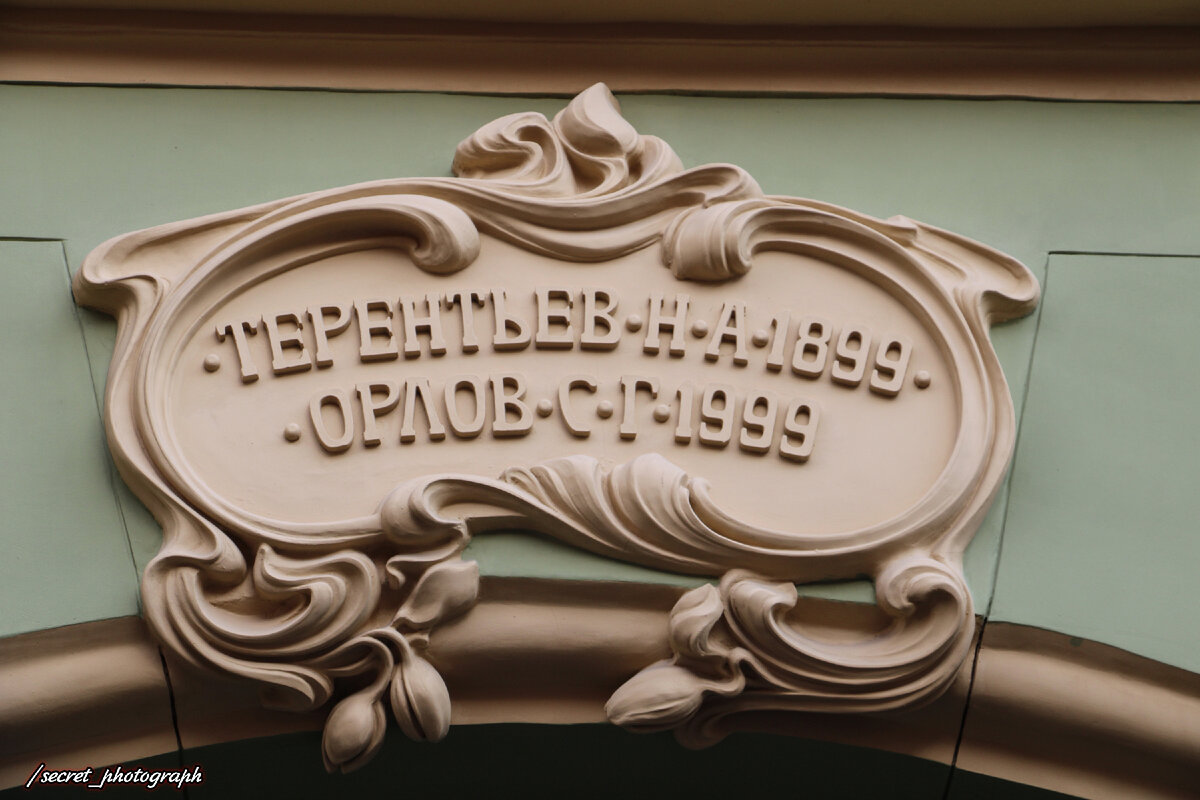 ·ТЕРЕНТЬЕВ·Н·А·1899·
·ОРЛОВ·С·Г·1999
/secret_photograph